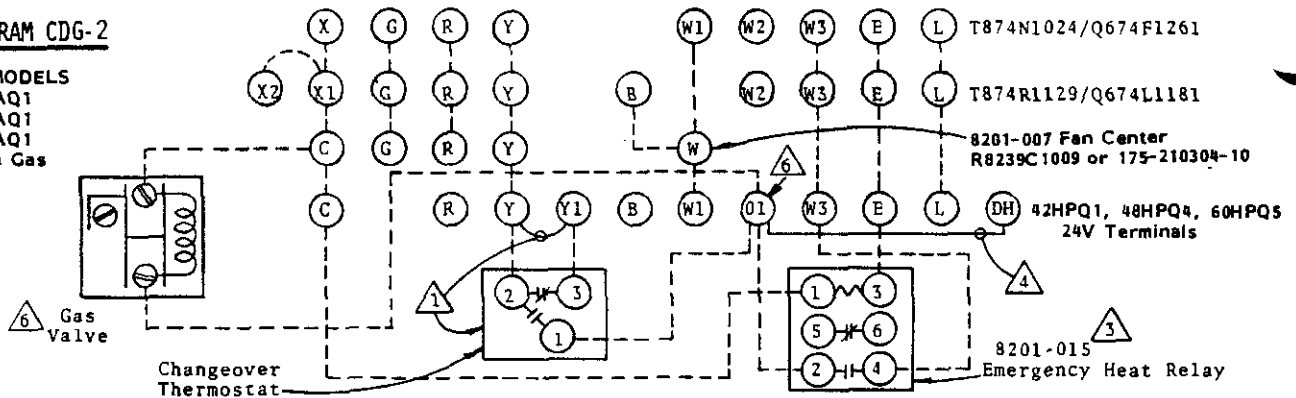 RAM CDG-2
MODELS
AQ1
AQ1
AQ1
Gas
X G R Y W1 W2 W3 E L T874N1024/Q674F1261
X2 X1 G R Y B W2 W3 E L T874R1129/Q674L1181
C G R Y W
8201-007 Fan Center
R8239C1009 or 175-210304-10
6
C R Y Y1 B W1 O1 W3 E L DH 42HPQ1, 48HPQ4, 60HPQ5
24V Terminals
1
4
2 3
1
1 3
5 6
2 4
6 Gas
Valve
3
8201-015
Emergency Heat Relay
Changeover
Thermostat